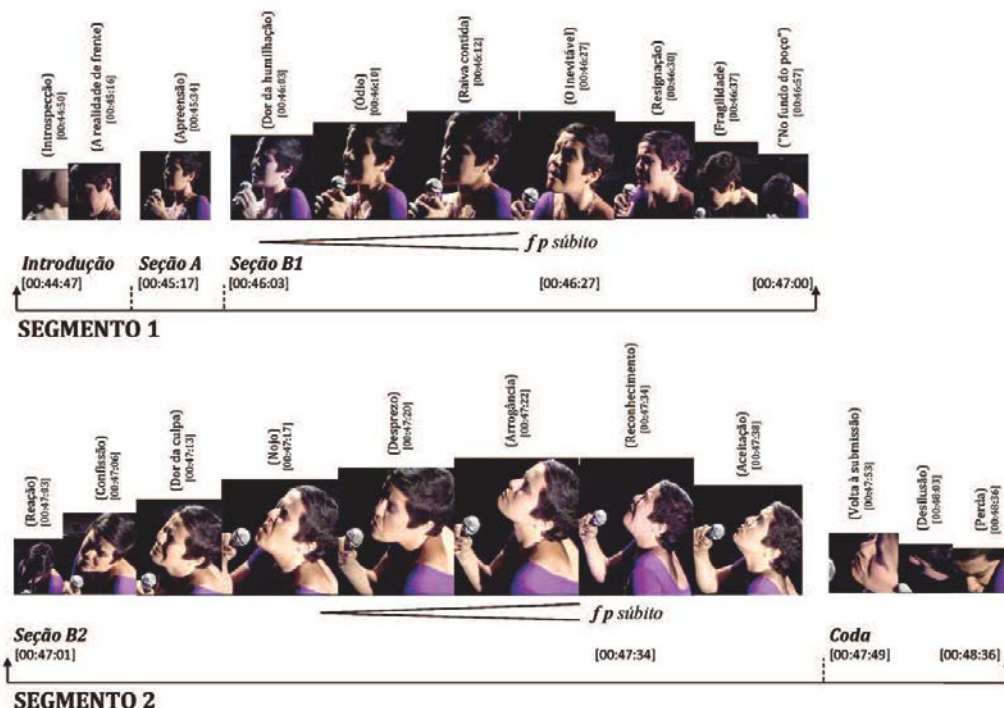 (Introspecção)
[00:44:50]
(A realidade de frente)
[00:45:16]
(Apreensão)
[00:45:34]
(Dor da humilhação)
[00:46:03]
(Ódio)
[00:46:10]
(Raiva contida)
[00:46:12]
(O inevitável)
[00:46:27]
(Resignação)
[00:46:30]
(Fragilidade)
[00:46:37]
("No fundo do poço")
[00:46:57]
f p súbito
Introdução
[00:44:47]
Seção A
[00:45:17]
Seção B1
[00:46:03]
[00:46:27]
[00:47:00]
SEGMENTO 1
(Reação)
[00:47:03]
(Confissão)
[00:47:06]
(Dor da culpa)
[00:47:13]
(Nojo)
[00:47:17]
(Desprezo)
[00:47:20]
(Arrogância)
[00:47:22]
(Reconhecimento)
[00:47:34]
(Aceitação)
[00:47:38]
(Volta à submissão)
[00:47:53]
(Desilusão)
[00:48:03]
(Perda)
[00:48:36]
f p súbito
Seção B2
[00:47:01]
[00:47:34]
Coda
[00:47:49]
[00:48:36]
SEGMENTO 2